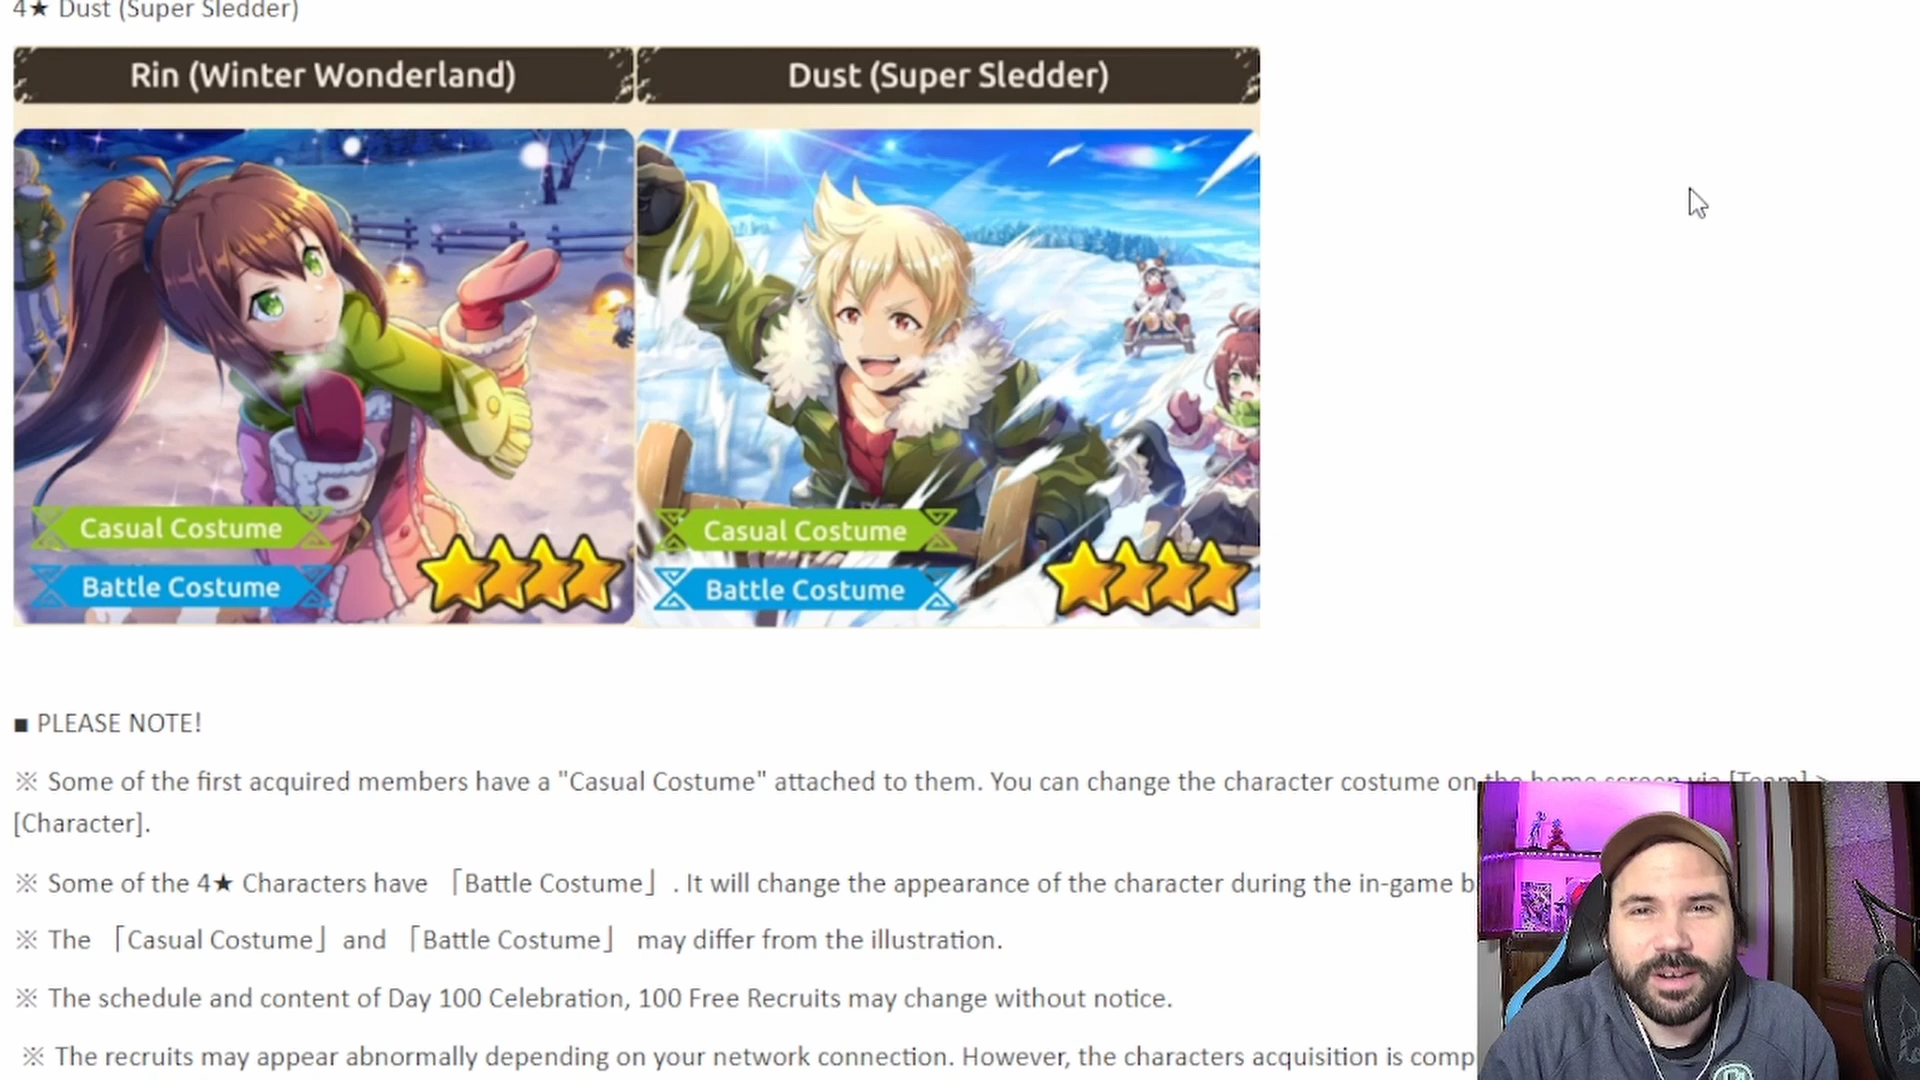 4★ Dust (Super Sledder)
Rin (Winter Wonderland)
Dust (Super Sledder)
Casual Costume
Battle Costume
Casual Costume
Battle Costume
■ PLEASE NOTE!
※ Some of the first acquired members have a "Casual Costume" attached to them. You can change the character costume on the home screen via [Team] >
[Character].
※ Some of the 4★ Characters have 「Battle Costume」 . It will change the appearance of the character during the in-game
※ The 「Casual Costume」 and 「Battle Costume」 may differ from the illustration.
※ The schedule and content of Day 100 Celebration, 100 Free Recruits may change without notice.
※ The recruits may appear abnormally depending on your network connection. However, the characters acquisition is